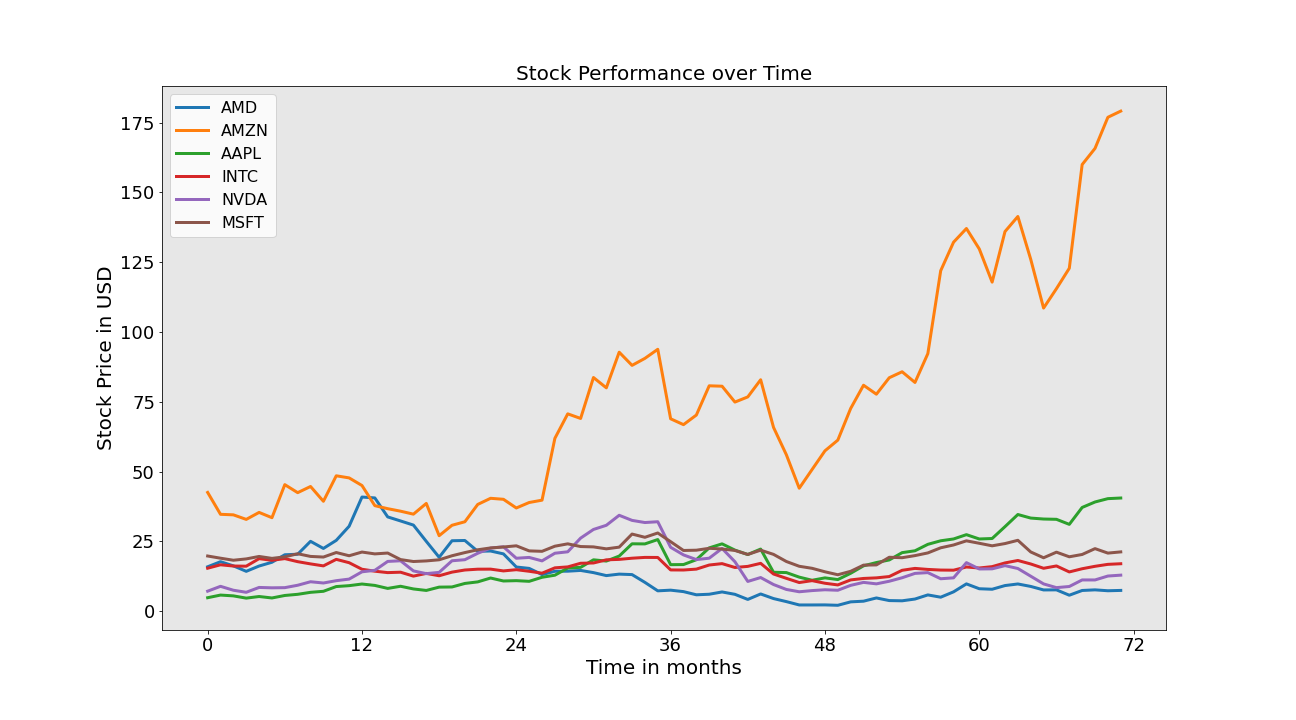 Stock Performance over Time
AMD
AMZN
AAPL
INTC
NVDA
MSFT
175
150
125
100
75
50
25
0
Stock Price in USD
0 12 24 36 48 60 72
Time in months